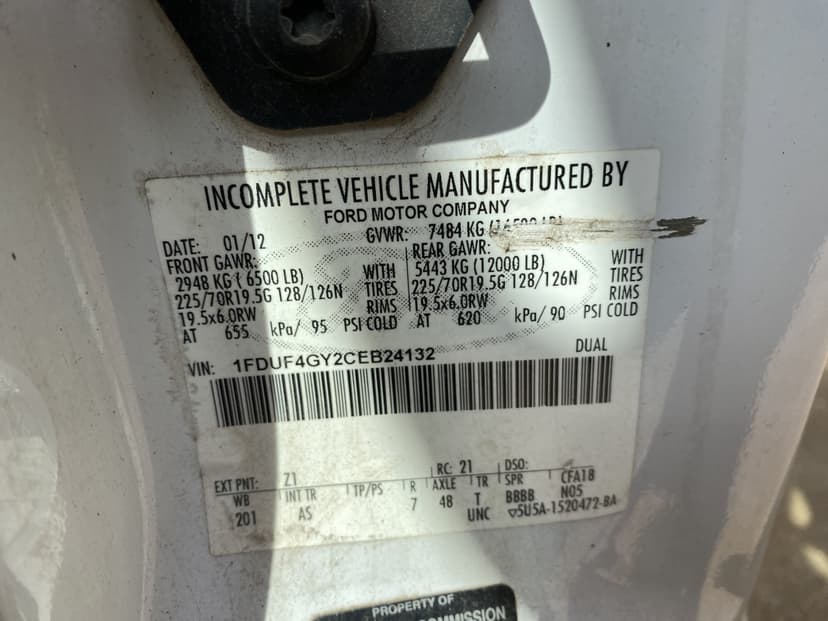 INCOMPLETE VEHICLE MANUFACTURED BY
FORD MOTOR COMPANY
DATE: 01/12 GVWR: 7484 KG
FRONT GAWR: REAR GAWR:
2948 KG ( 6500 LB) WITH 5443 KG (12000 LB) WITH
225/70R19.5G 128/126N TIRES 225/70R19.5G 128/126N TIRES
19.5x6.0RW RIMS 19.5x6.0RW RIMS
AT 655 kPa/ 95 PSI COLD AT 620 kPa/ 90 PSI COLD
VIN: 1FDUF4GY2CEB24132 DUAL
EXT PNT: Z1 RC: 21 DSO:
WB INT TR TP/PS R AXLE TR SPR CFA18
201 AS 7 48 T BBBB N05
UNC ▽5U5A-1520472-BA
PROPERTY OF
COMMISSION